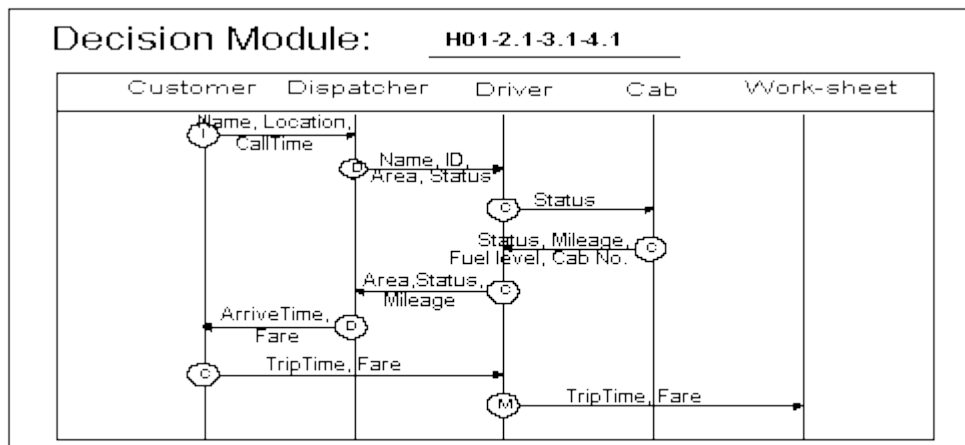 Decision Module: H01-2.1-3.1-4.1
Customer Dispatcher Driver Cab Work-sheet
Name, Location,
I
CallTime
D
Name, ID,
Area, Status
C
Status
Status, Mileage,
C
Fuel level, Cab No.
Area,Status,
C
Mileage
ArriveTime,
D
Fare
C
TripTime, Fare
M
TripTime, Fare